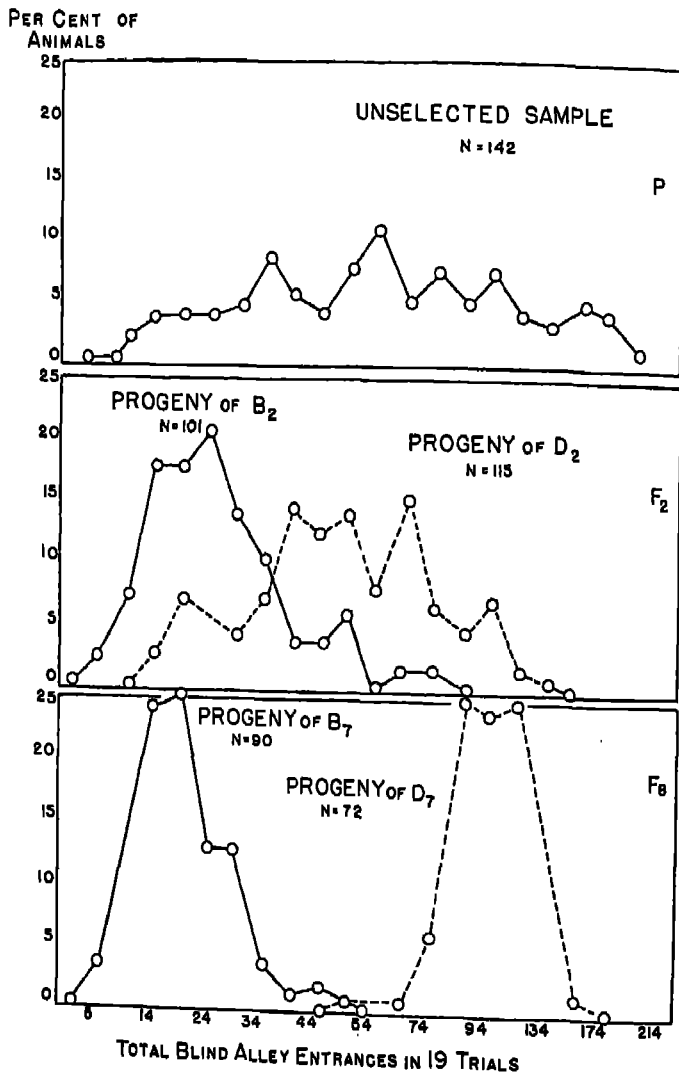 PER CENT OF
ANIMALS
25
20
15
10
5
0
UNSELECTED SAMPLE
N=142
P
25
20
15
10
5
0
PROGENY OF B2
N=101
PROGENY OF D2
N=115
F2
25
20
15
10
5
0
PROGENY OF B7
N=90
PROGENY OF D7
N=72
F8
6 14 24 34 44 54 74 94 134 174 214
TOTAL BLIND ALLEY ENTRANCES IN 19 TRIALS